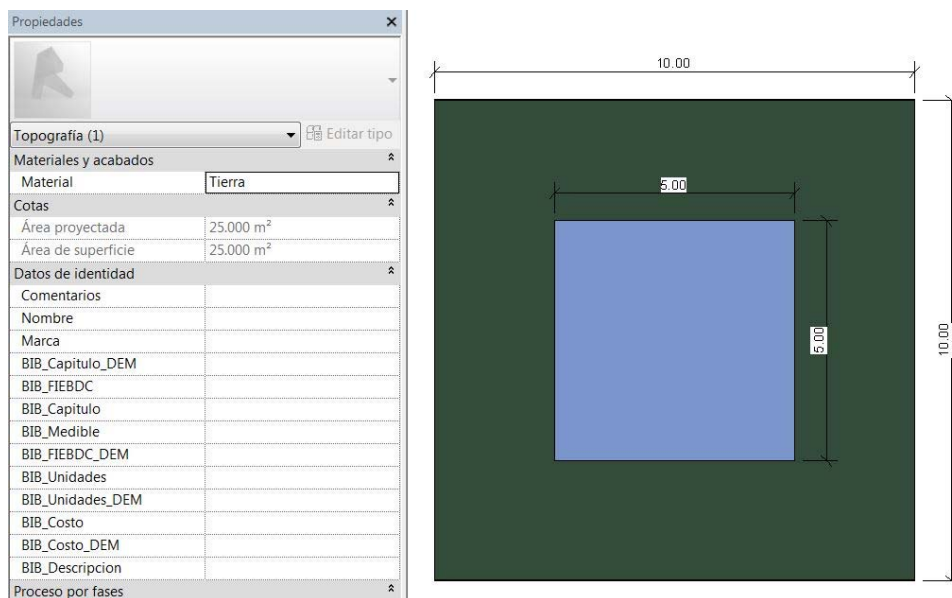 Propiedades
Topografía (1)
Editar tipo
Materiales y acabados
Material Tierra
Cotas
Área proyectada 25.000 m²
Área de superficie 25.000 m²
Datos de identidad
Comentarios
Nombre
Marca
BIB_Capitulo_DEM
BIB_FIEBDC
BIB_Capitulo
BIB_Medible
BIB_FIEBDC_DEM
BIB_Unidades
BIB_Unidades_DEM
BIB_Costo
BIB_Costo_DEM
BIB_Descripcion
Proceso por fases
10.00
5.00
5.00
10.00